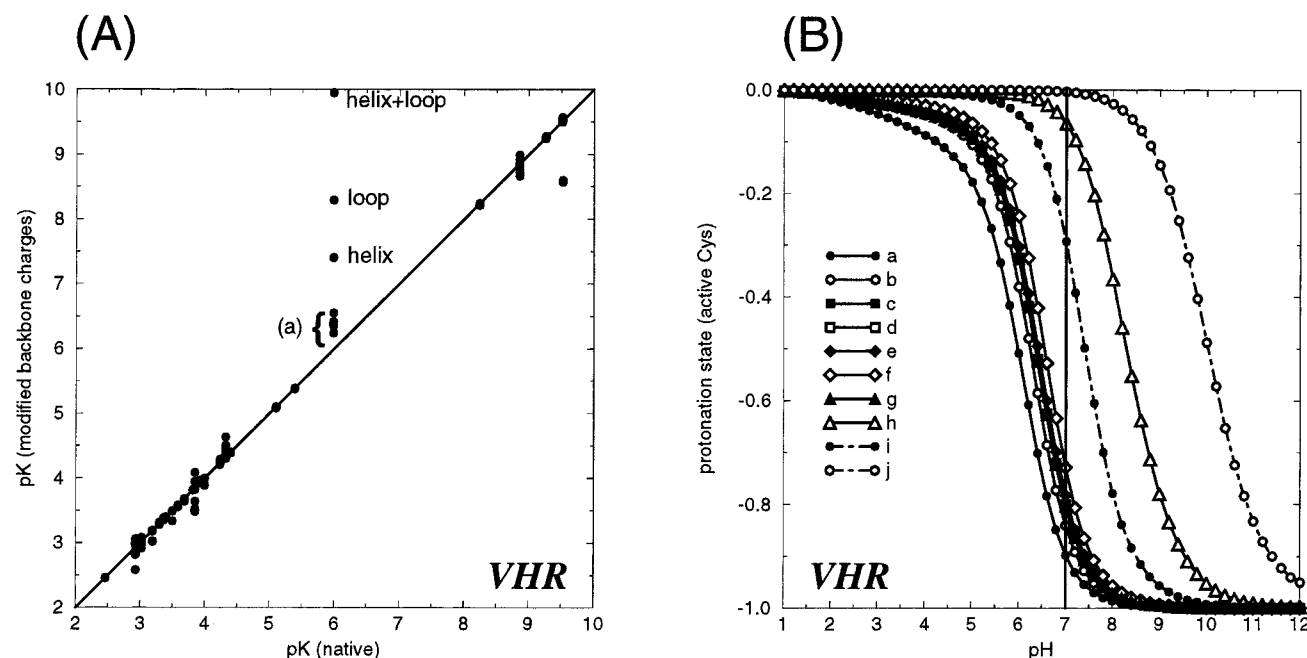 (A)
(B)
10
9
8
7
6
5
4
3
2
2
3
4
5
6
7
8
9
10
pK (modified backbone charges)
pK (native)
helix+loop
loop
helix
(a) {
VHR
0.0
-0.2
-0.4
-0.6
-0.8
-1.0
1
2
3
4
5
6
7
8
9
10
11
12
protonation state (active Cys)
pH
a
b
c
d
e
f
g
h
i
j
VHR